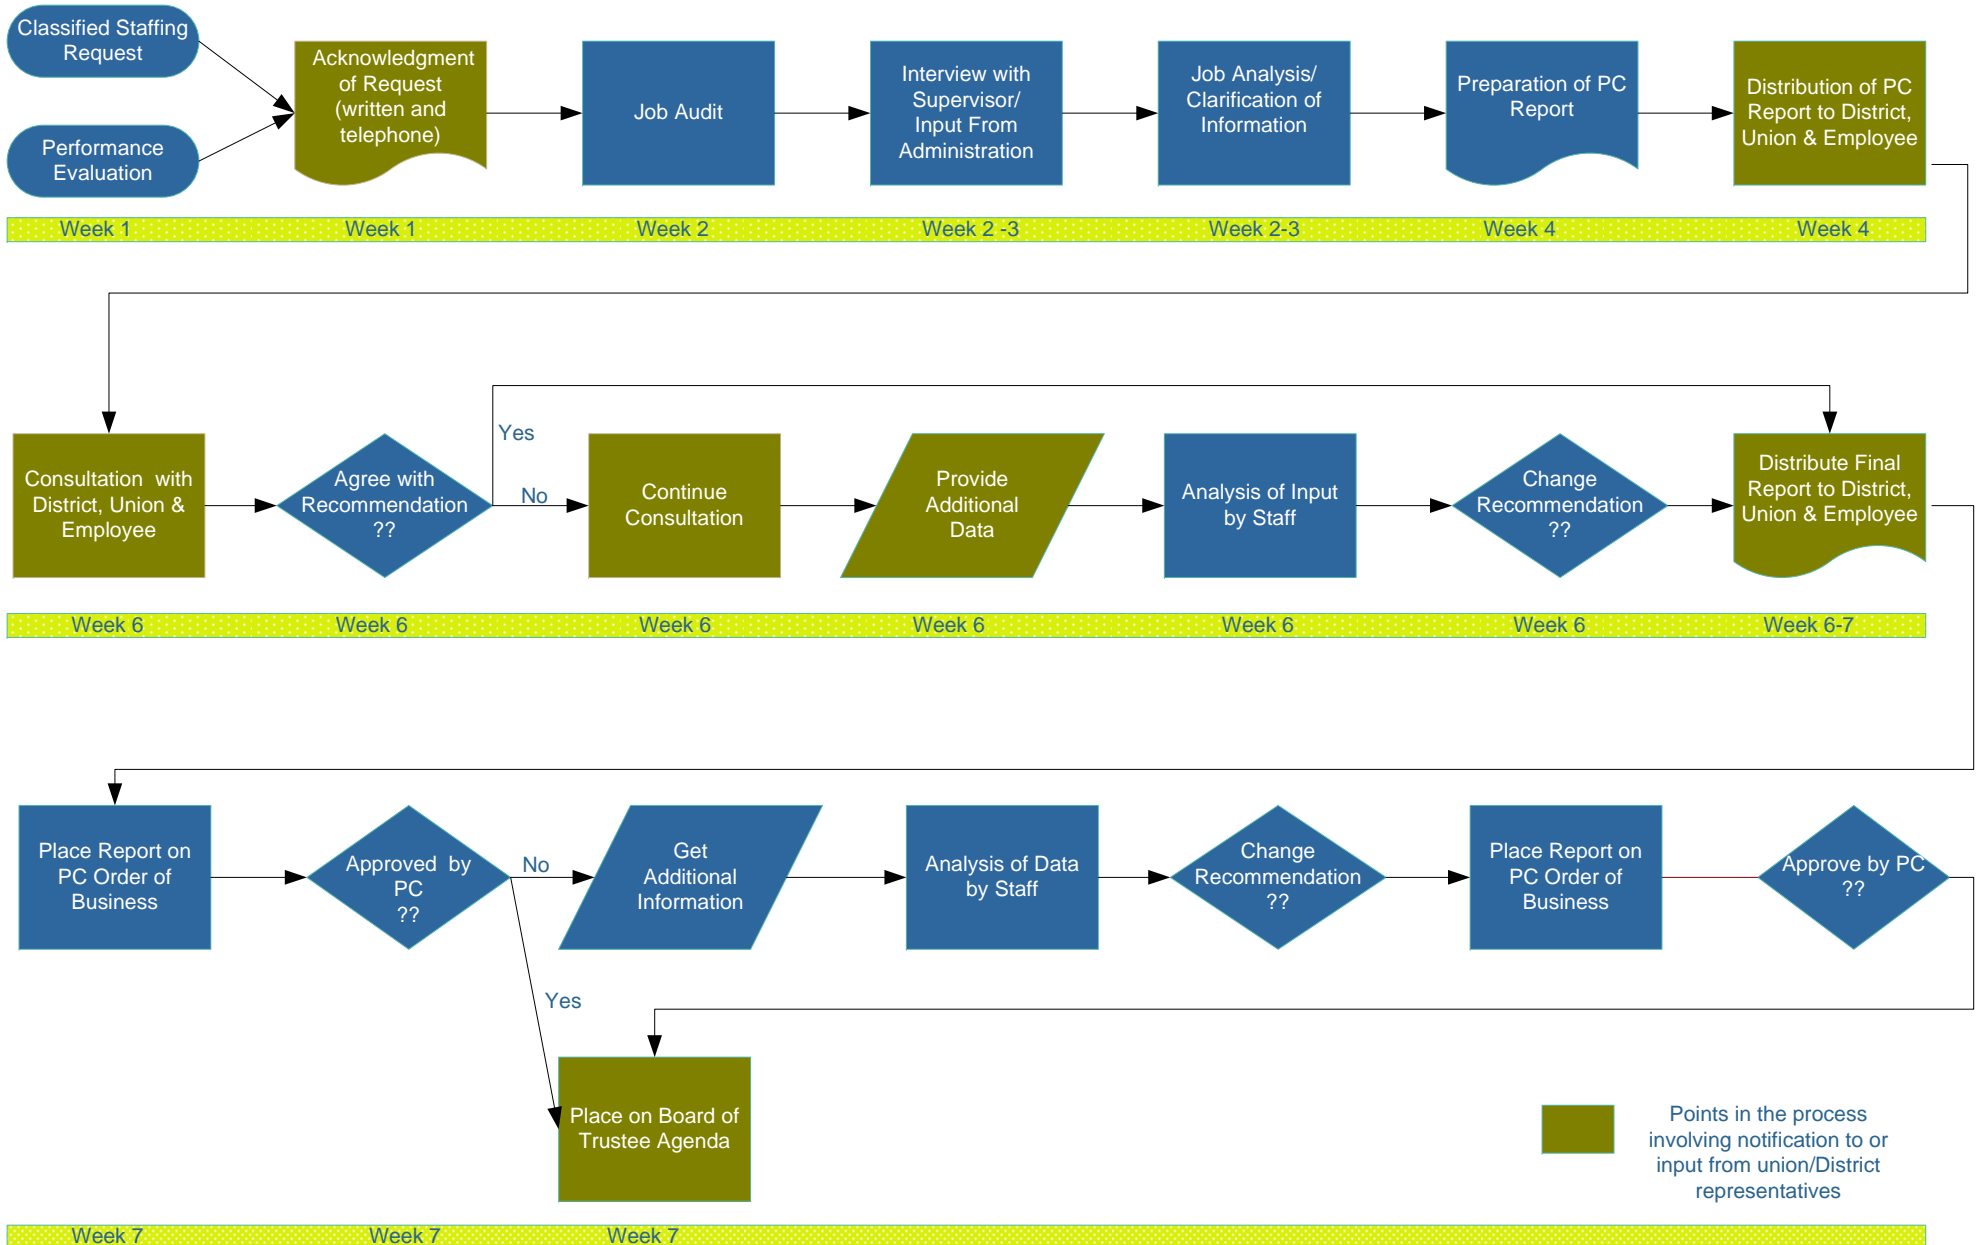 Classified Staffing
Request
Performance
Evaluation
Acknowledgment
of Request
(written and
telephone)
Job Audit
Interview with
Supervisor/
Input From
Administration
Job Analysis/
Clarification of
Information
Preparation of PC
Report
Distribution of PC
Report to District,
Union & Employee
Week 1
Week 1
Week 2
Week 2 -3
Week 2-3
Week 4
Week 4
Consultation with
District, Union &
Employee
Agree with
Recommendation
??
Yes
No
Continue
Consultation
Provide
Additional
Data
Analysis of Input
by Staff
Change
Recommendation
??
Distribute Final
Report to District,
Union & Employee
Week 6
Week 6
Week 6
Week 6
Week 6
Week 6
Week 6-7
Place Report on
PC Order of
Business
Approved by
PC
??
No
Yes
Get
Additional
Information
Analysis of Data
by Staff
Change
Recommendation
??
Place Report on
PC Order of
Business
Approve by PC
??
Place on Board of
Trustee Agenda
Points in the process
involving notification to or
input from union/District
representatives
Week 7
Week 7
Week 7